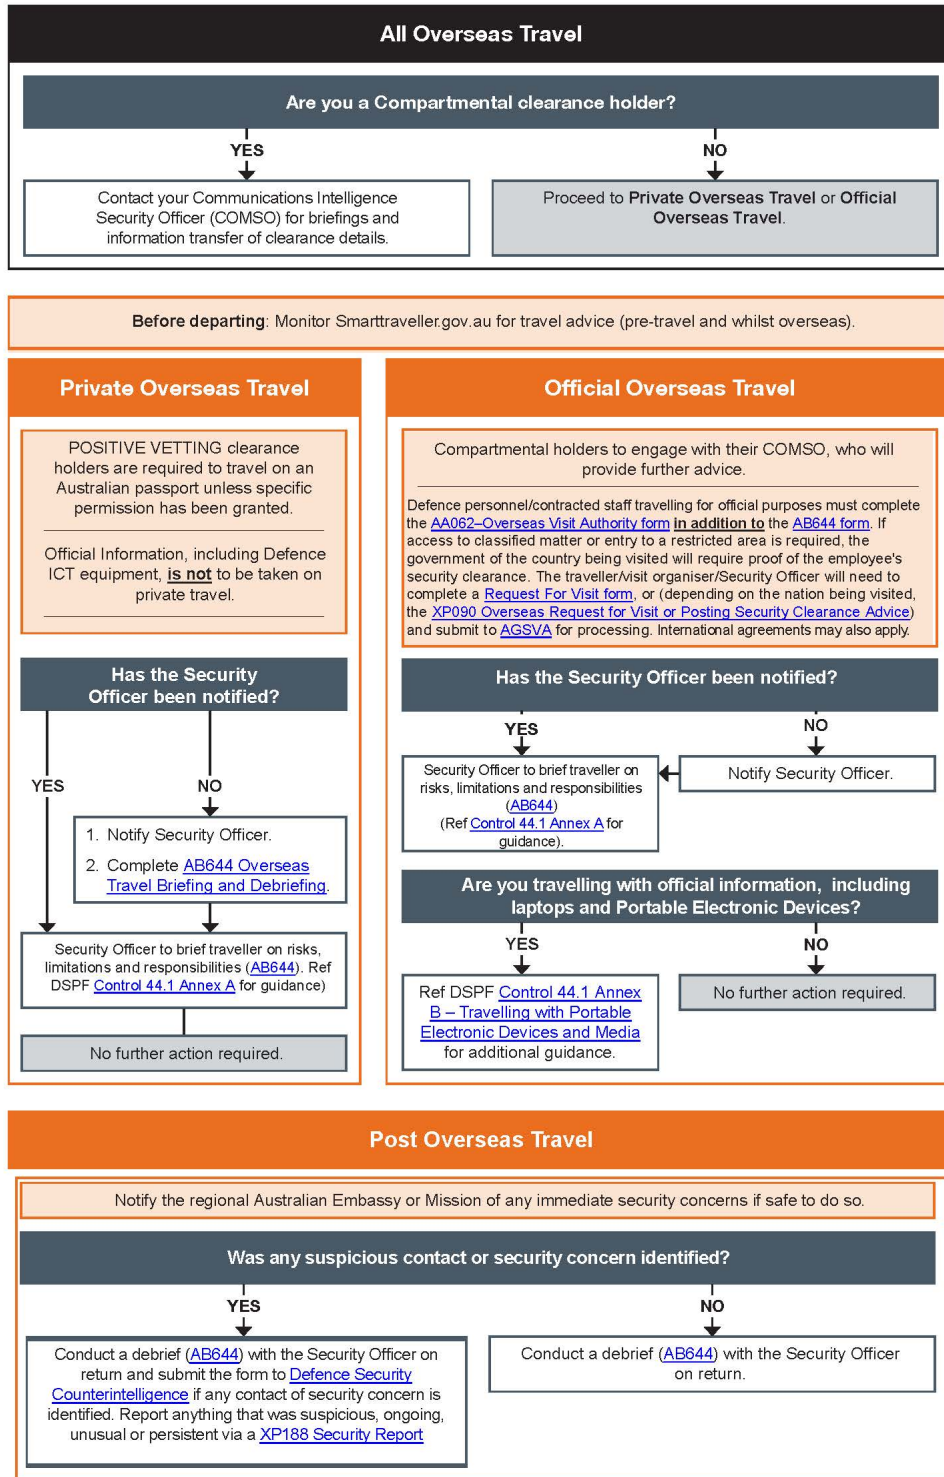 All Overseas Travel
Are you a Compartmental clearance holder?
YES
NO
Contact your Communications Intelligence
Security Officer (COMSO) for briefings and
information transfer of clearance details.
Proceed to Private Overseas Travel or Official
Overseas Travel.
Before departing: Monitor Smarttraveller.gov.au for travel advice (pre-travel and whilst overseas).
Private Overseas Travel
POSITIVE VETTING clearance
holders are required to travel on an
Australian passport unless specific
permission has been granted.
Official Information, including Defence
ICT equipment, is not to be taken on
private travel.
Has the Security
Officer been notified?
YES
NO
1. Notify Security Officer.
2. Complete AB644 Overseas
Travel Briefing and Debriefing.
Security Officer to brief traveller on risks,
limitations and responsibilities (AB644). Ref
DSPF Control 44.1 Annex A for guidance)
No further action required.
Official Overseas Travel
Compartmental holders to engage with their COMSO, who will
provide further advice.
Defence personnel/contracted staff travelling for official purposes must complete
the AA062–Overseas Visit Authority form in addition to the AB644 form. If
access to classified matter or entry to a restricted area is required, the
government of the country being visited will require proof of the employee's
security clearance. The traveller/visit organiser/Security Officer will need to
complete a Request For Visit form, or (depending on the nation being visited,
the XP090 Overseas Request for Visit or Posting Security Clearance Advice)
and submit to AGSVA for processing. International agreements may also apply.
Has the Security Officer been notified?
YES
NO
Security Officer to brief traveller on
risks, limitations and responsibilities
(AB644)
(Ref Control 44.1 Annex A for
guidance).
Notify Security Officer.
Are you travelling with official information, including
laptops and Portable Electronic Devices?
YES
NO
Ref DSPF Control 44.1 Annex
B – Travelling with Portable
Electronic Devices and Media
for additional guidance.
No further action required.
Post Overseas Travel
Notify the regional Australian Embassy or Mission of any immediate security concerns if safe to do so.
Was any suspicious contact or security concern identified?
YES
NO
Conduct a debrief (AB644) with the Security Officer on
return and submit the form to Defence Security
Counterintelligence if any contact of security concern is
identified. Report anything that was suspicious, ongoing,
unusual or persistent via a XP188 Security Report
Conduct a debrief (AB644) with the Security Officer
on return.